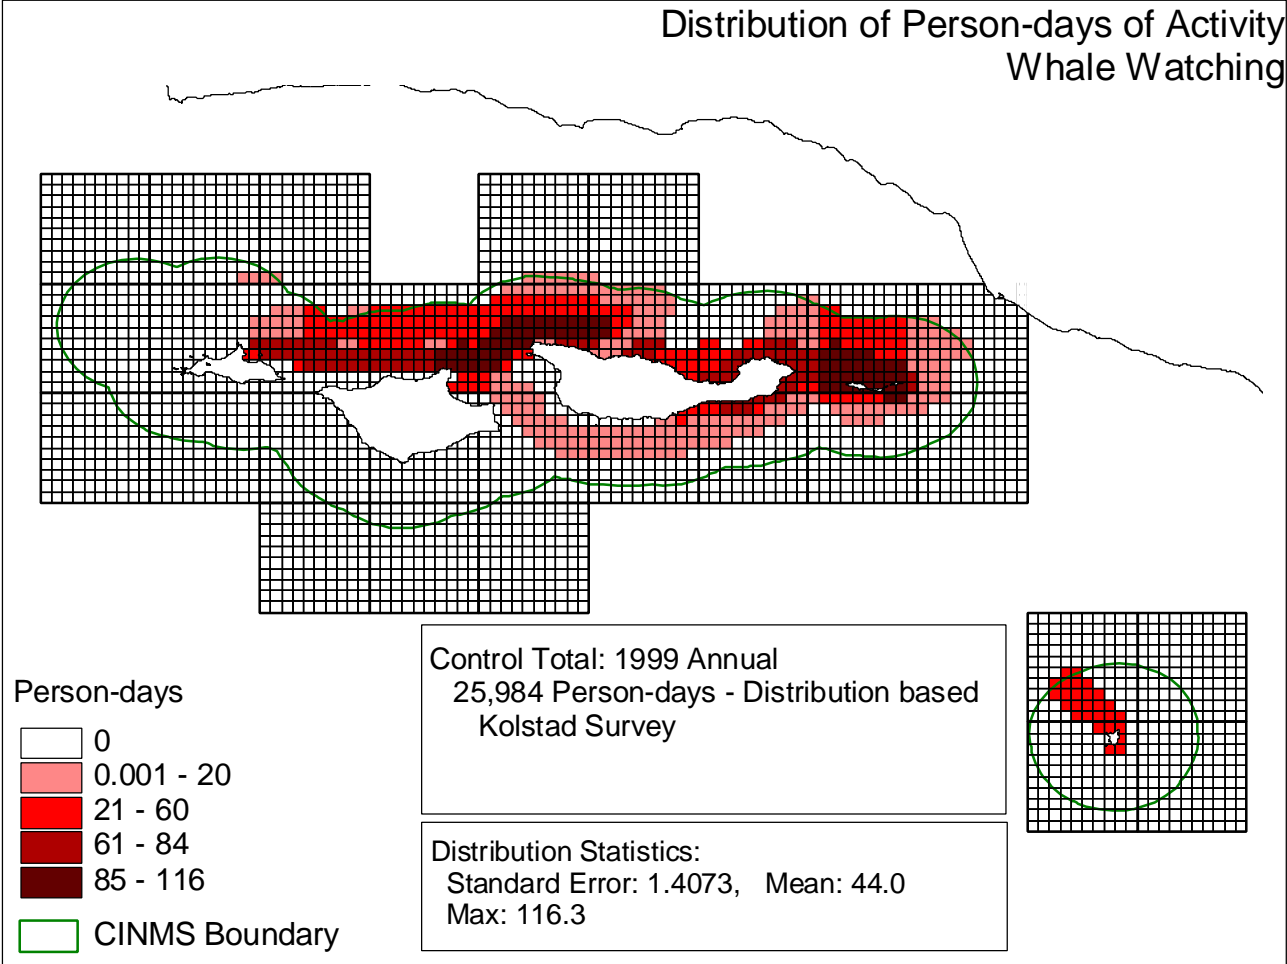 Distribution of Person-days of Activity
Whale Watching
Control Total: 1999 Annual
25,984 Person-days - Distribution based
Kolstad Survey
Person-days
0
0.001 - 20
21 - 60
61 - 84
85 - 116
CINMS Boundary
Distribution Statistics:
Standard Error: 1.4073, Mean: 44.0
Max: 116.3